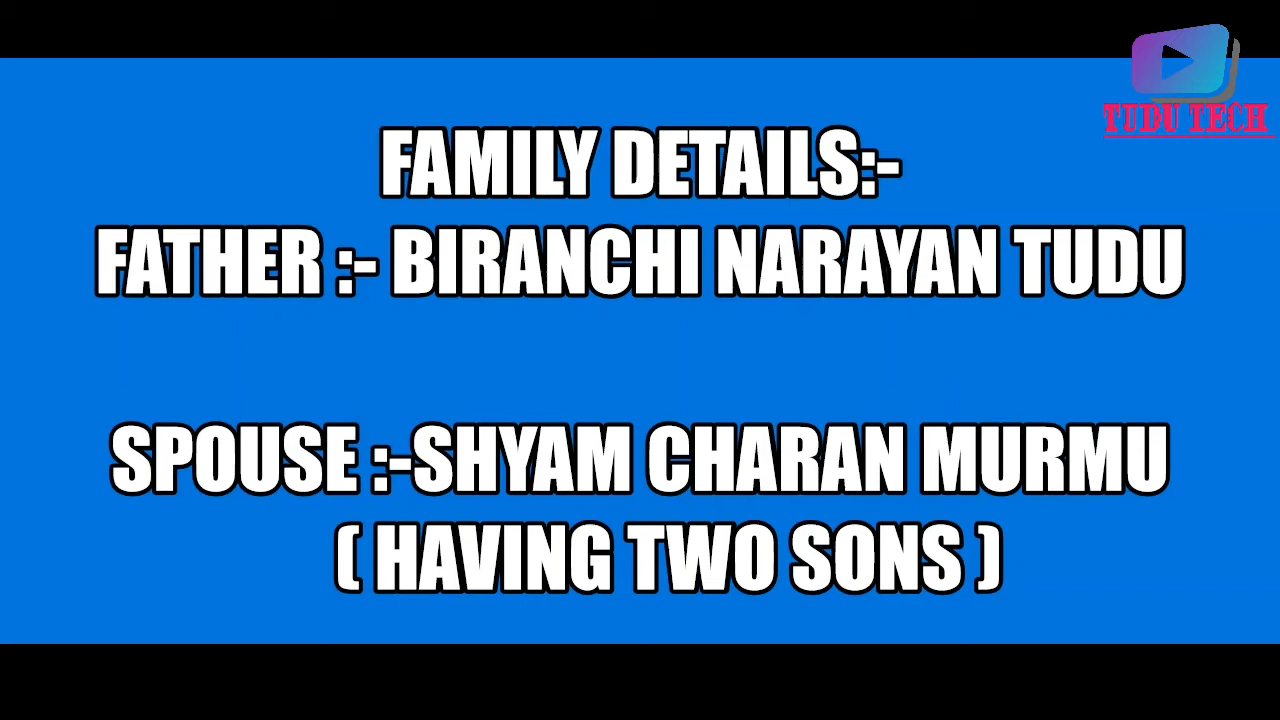 TUDU TECH
FAMILY DETAILS:-
FATHER :- BIRANCHI NARAYAN TUDU
SPOUSE :-SHYAM CHARAN MURMU
( HAVING TWO SONS )